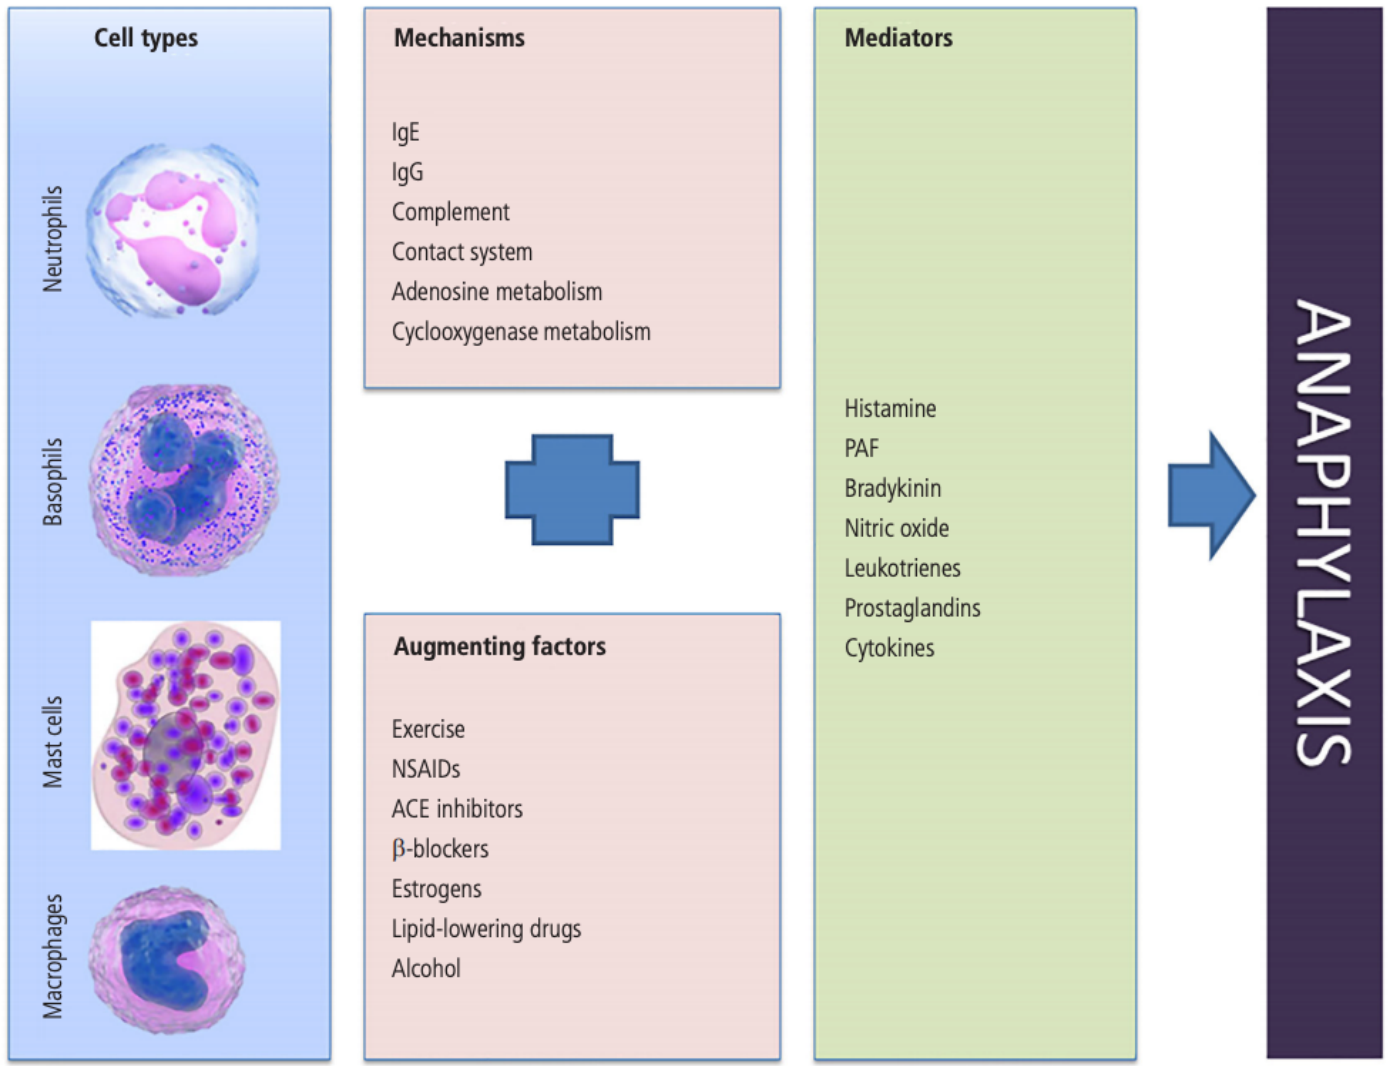 Cell types
Neutrophils
Basophils
Mast cells
Macrophages
Mechanisms
IgE
IgG
Complement
Contact system
Adenosine metabolism
Cyclooxygenase metabolism
Augmenting factors
Exercise
NSAIDs
ACE inhibitors
β-blockers
Estrogens
Lipid-lowering drugs
Alcohol
Mediators
Histamine
PAF
Bradykinin
Nitric oxide
Leukotrienes
Prostaglandins
Cytokines
ANAPHYLAXIS